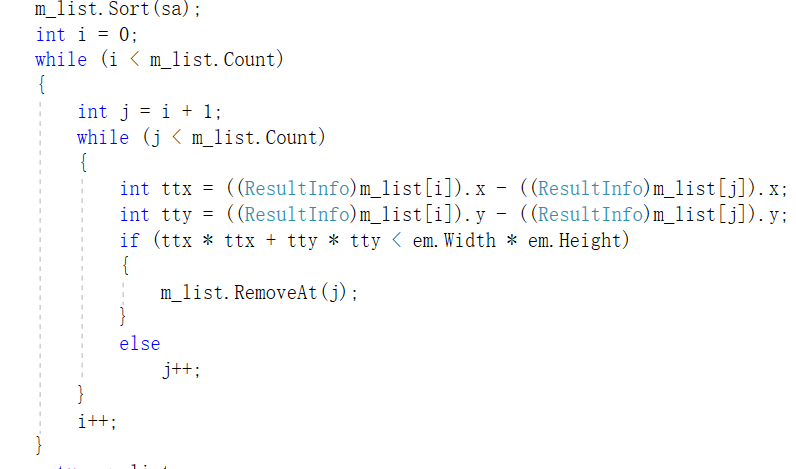 m_list.Sort(sa);
int i = 0;
while (i < m_list.Count)
{
int j = i + 1;
while (j < m_list.Count)
{
int ttx = ((ResultInfo)m_list[i]).x - ((ResultInfo)m_list[j]).x;
int tty = ((ResultInfo)m_list[i]).y - ((ResultInfo)m_list[j]).y;
if (ttx * ttx + tty * tty < em.Width * em.Height)
{
m_list.RemoveAt(j);
}
else
j++;
}
i++;
}